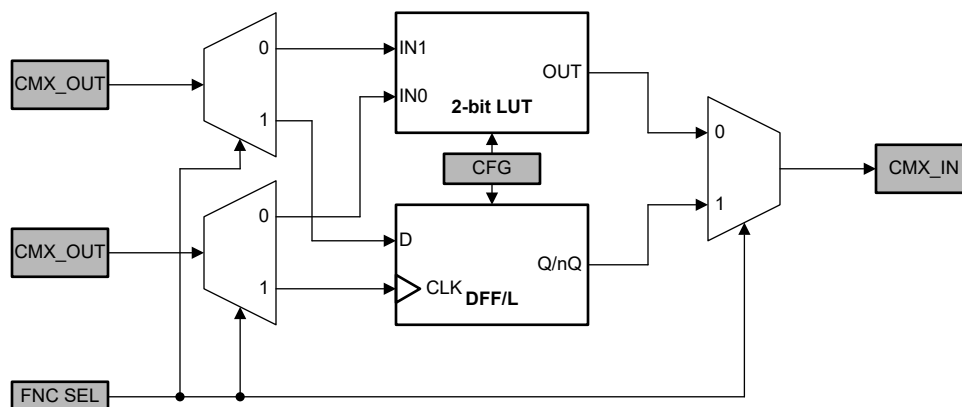 0
IN1
CMX_OUT
OUT
IN0
2-bit LUT
1
0
CFG
CMX_IN
0
1
D
CMX_OUT
Q/nQ
1
CLK
DFF/L
FNC SEL